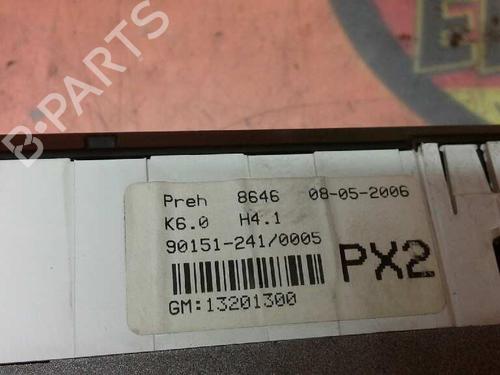 B-PARTS
Preh 8646 08-05-2006
K6.0 H4.1
90151-241/0005
PX2
GM:13201300